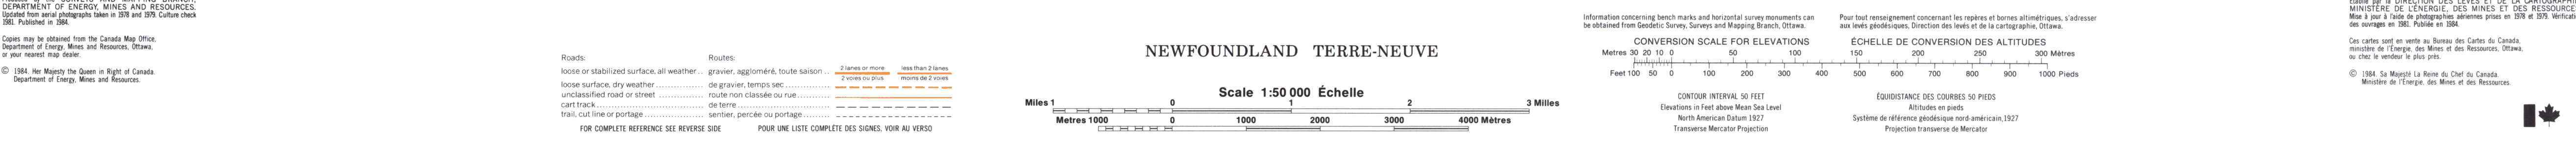 DEPARTMENT OF ENERGY, MINES AND RESOURCES.
Updated from aerial photographs taken in 1978 and 1979. Culture check
1981. Published in 1984.
Copies may be obtained from the Canada Map Office,
Department of Energy, Mines and Resources, Ottawa,
or your nearest map dealer.
© 1984. Her Majesty the Queen in Right of Canada.
Department of Energy, Mines and Resources.
Roads: Routes:
loose or stabilized surface, all weather .. gravier, aggloméré, toute saison ..
2 lanes or more less than 2 lanes
2 voies ou plus moins de 2 voies
loose surface, dry weather .............. de gravier, temps sec ..............
unclassified road or street .............. route non classée ou rue ..........
cart track .............................. de terre ..............................
trail, cut line or portage .................... sentier, percée ou portage .........
FOR COMPLETE REFERENCE SEE REVERSE SIDE POUR UNE LISTE COMPLÈTE DES SIGNES, VOIR AU VERSO
NEWFOUNDLAND TERRE-NEUVE
Scale 1:50 000 Échelle
Miles 1 0 1 2 3 Milles
Metres 1000 0 1000 2000 3000 4000 Mètres
Information concerning bench marks and horizontal survey monuments can
be obtained from Geodetic Survey, Surveys and Mapping Branch, Ottawa.
Pour tout renseignement concernant les repères et bornes altimétriques, s'adresser
aux levés géodésiques, Direction des levés et de la cartographie, Ottawa.
CONVERSION SCALE FOR ELEVATIONS ÉCHELLE DE CONVERSION DES ALTITUDES
Metres 30 20 10 0 50 100 150 200 250 300 Mètres
Feet 100 50 0 100 200 300 400 500 600 700 800 900 1000 Pieds
CONTOUR INTERVAL 50 FEET
Elevations in Feet above Mean Sea Level
North American Datum 1927
Transverse Mercator Projection
ÉQUIDISTANCE DES COURBES 50 PIEDS
Altitudes en pieds
Système de référence géodésique nord-américain, 1927
Projection transverse de Mercator
MINISTÈRE DE L'ÉNERGIE, DES MINES ET DES RESSOURCE
Mise à jour à l'aide de photographies aériennes prises en 1978 et 1979. Vérificati
des ouvrages en 1981. Publiée en 1984.
Ces cartes sont en vente au Bureau des Cartes du Canada,
ministère de l'Énergie, des Mines et des Ressources, Ottawa,
ou chez le vendeur le plus près.
© 1984. Sa Majesté La Reine du Chef du Canada.
Ministère de l'Énergie, des Mines et des Ressources.